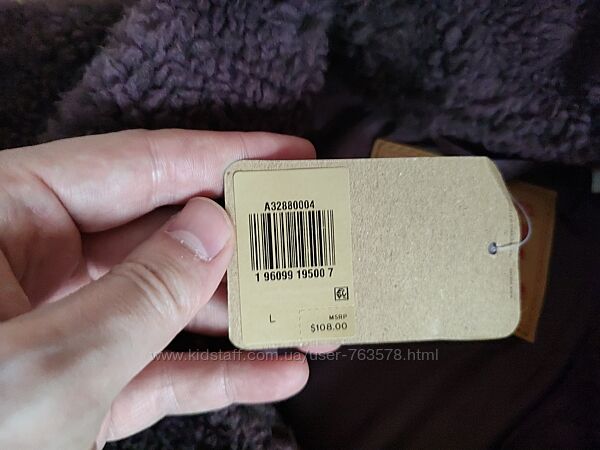 A32880004
1 96099 19500 7
L
MSRP
$108.00
www.kidstaff.com.ua/user-763578.html